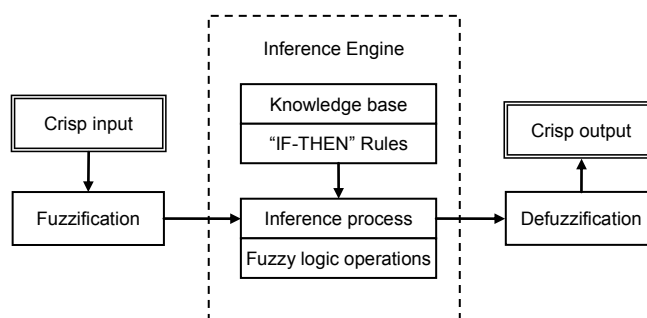 Inference Engine
Crisp input
Knowledge base
“IF-THEN” Rules
Crisp output
Fuzzification
Inference process
Fuzzy logic operations
Defuzzification